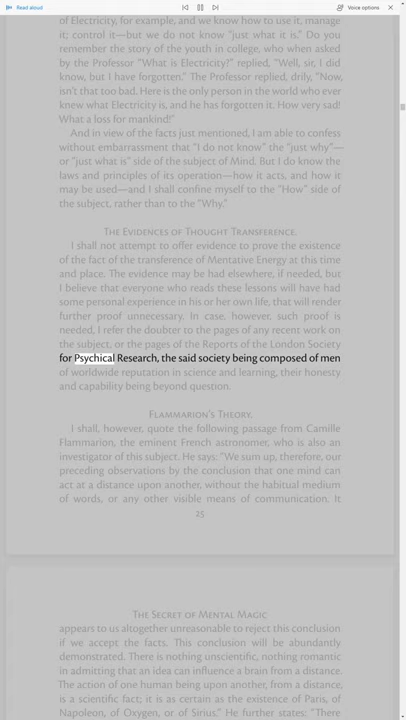 Read aloud
Voice options
of Electricity, for example, and we know how to use it, manage
it; control it—but we do not know "just what it is." Do you
remember the story of the youth in college, who when asked
by the Professor "What is Electricity?" replied, "Well, sir, I did
know, but I have forgotten." The Professor replied, drily, "Now,
isn't that too bad. Here is the only person in the world who ever
knew what Electricity is, and he has forgotten it. How very sad!
What a loss for mankind!"
And in view of the facts just mentioned, I am able to confess
without embarrassment that "I do not know" the "just why"—
or "just what is" side of the subject of Mind. But I do know the
laws and principles of its operation—how it acts, and how it
may be used—and I shall confine myself to the "How" side of
the subject, rather than to the "Why."
The Evidences of Thought Transference.
I shall not attempt to offer evidence to prove the existence
of the fact of the transference of Mentative Energy at this time
and place. The evidence may be had elsewhere, if needed, but
I believe that everyone who reads these lessons will have had
some personal experience in his or her own life, that will render
further proof unnecessary. In case, however, such proof is
needed, I refer the doubter to the pages of any recent work on
the subject, or the pages of the Reports of the London Society
for Psychical Research, the said society being composed of men
of worldwide reputation in science and learning, their honesty
and capability being beyond question.
Flammarion's Theory.
I shall, however, quote the following passage from Camille
Flammarion, the eminent French astronomer, who is also an
investigator of this subject. He says: "We sum up, therefore, our
preceding observations by the conclusion that one mind can
act at a distance upon another, without the habitual medium
of words, or any other visible means of communication. It
25
The Secret of Mental Magic
appears to us altogether unreasonable to reject this conclusion
if we accept the facts. This conclusion will be abundantly
demonstrated. There is nothing unscientific, nothing romantic
in admitting that an idea can influence a brain from a distance.
The action of one human being upon another, from a distance,
is a scientific fact; it is as certain as the existence of Paris, of
Napoleon, of Oxygen, or of Sirius." He further states: "There